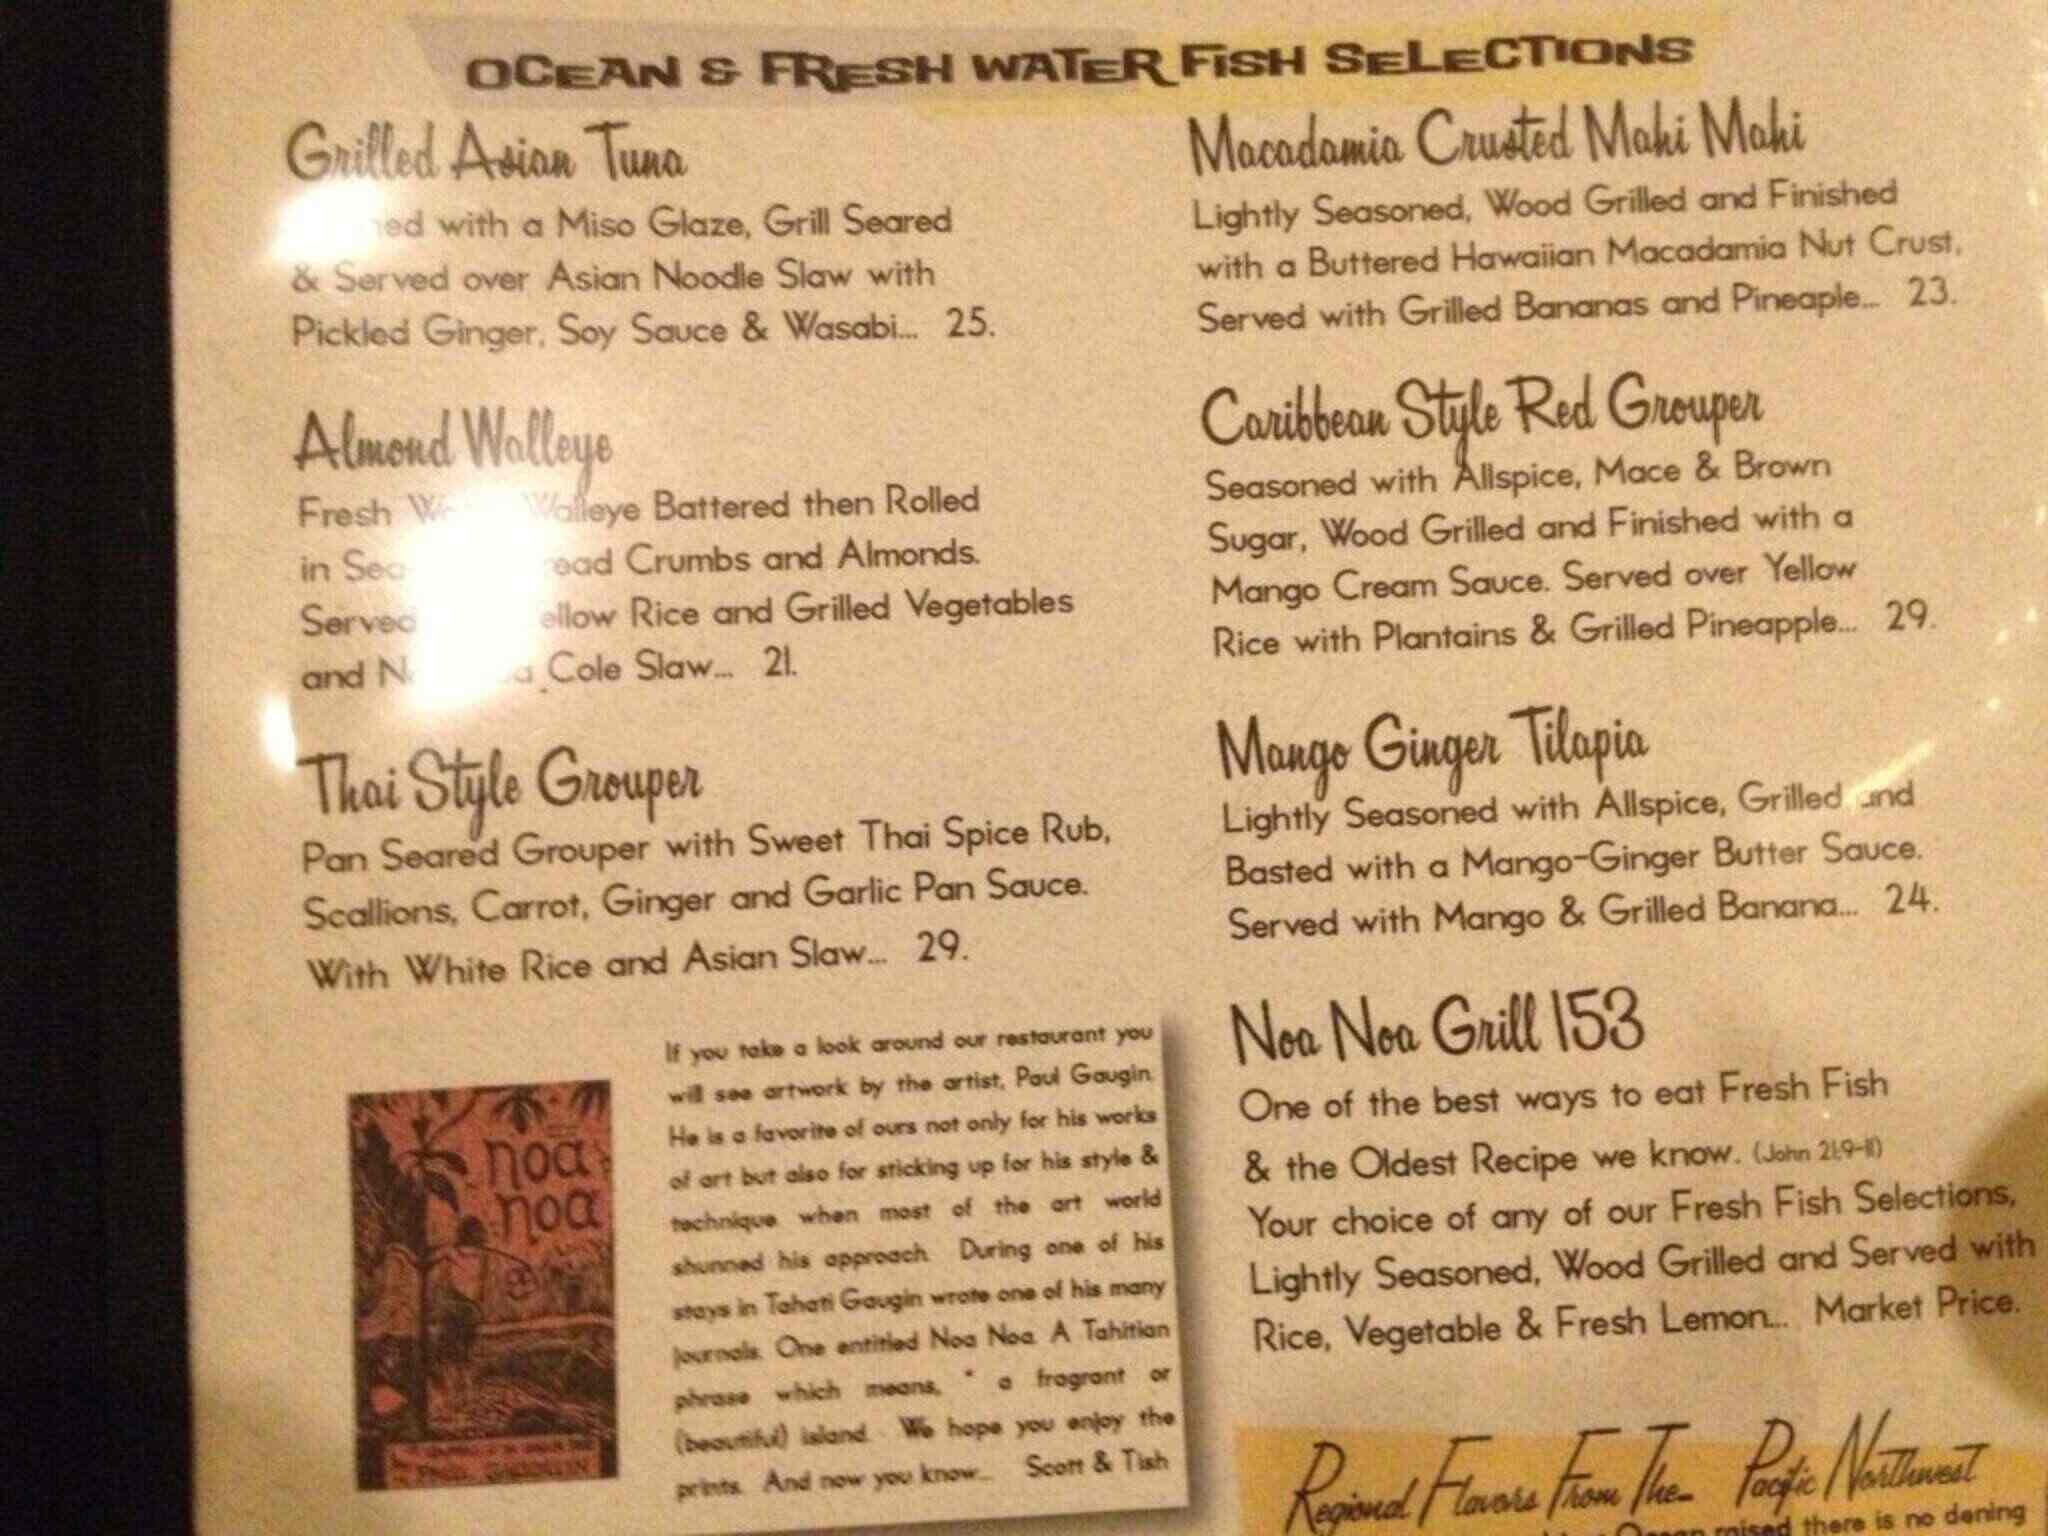 OCEAN & FRESH WATER FISH SELECTIONS
Grilled Asian Tuna
with a Miso Glaze, Grill Seared
& Served over Asian Noodle Slaw with
Pickled Ginger, Soy Sauce & Wasabi... 25.
Almond Walleye
Fresh Walleye Battered then Rolled
in Crumbs and Almonds.
Served Rice and Grilled Vegetables
and Cole Slaw... 21.
Thai Style Grouper
Pan Seared Grouper with Sweet Thai Spice Rub,
Scallions, Carrot, Ginger and Garlic Pan Sauce.
With White Rice and Asian Slaw... 29.
noa
noa
If you take a look around our restaurant you
will see artwork by the artist, Paul Gaugin.
He is a favorite of ours not only for his works
of art but also for sticking up for his style &
technique when most of the art world
shunned his approach. During one of his
stays in Tahati Gaugin wrote one of his many
journals. One entitled Noa Noa. A Tahitian
phrase which means, " a fragrant or
(beautiful) island. We hope you enjoy the
prints. And now you know... Scott & Tish
Macadamia Crusted Mahi Mahi
Lightly Seasoned, Wood Grilled and Finished
with a Buttered Hawaiian Macadamia Nut Crust,
Served with Grilled Bananas and Pineaple... 23.
Caribbean Style Red Grouper
Seasoned with Allspice, Mace & Brown
Sugar, Wood Grilled and Finished with a
Mango Cream Sauce. Served over Yellow
Rice with Plantains & Grilled Pineapple... 29.
Mango Ginger Tilapia
Lightly Seasoned with Allspice, Grilled and
Basted with a Mango-Ginger Butter Sauce.
Served with Mango & Grilled Banana... 24.
Noa Noa Grill 153
One of the best ways to eat Fresh Fish
& the Oldest Recipe we know. (John 21:9-11)
Your choice of any of our Fresh Fish Selections,
Lightly Seasoned, Wood Grilled and Served with
Rice, Vegetable & Fresh Lemon... Market Price.
Regional Flavors From The... Pacific Northwest
Ocean raised there is no dening